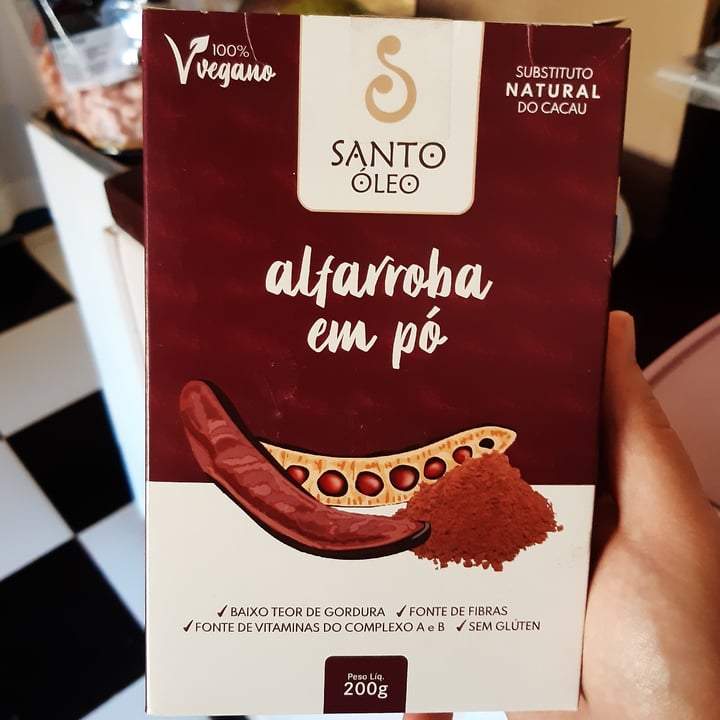 100%
Vvegano
SANTO
ÓLEO
SUBSTITUTO
NATURAL
DO CACAU
alfarroba
em pó
✓BAIXO TEOR DE GORDURA ✓FONTE DE FIBRAS
✓FONTE DE VITAMINAS DO COMPLEXO A e B ✓SEM GLÚTEN
Peso Líq.
200g